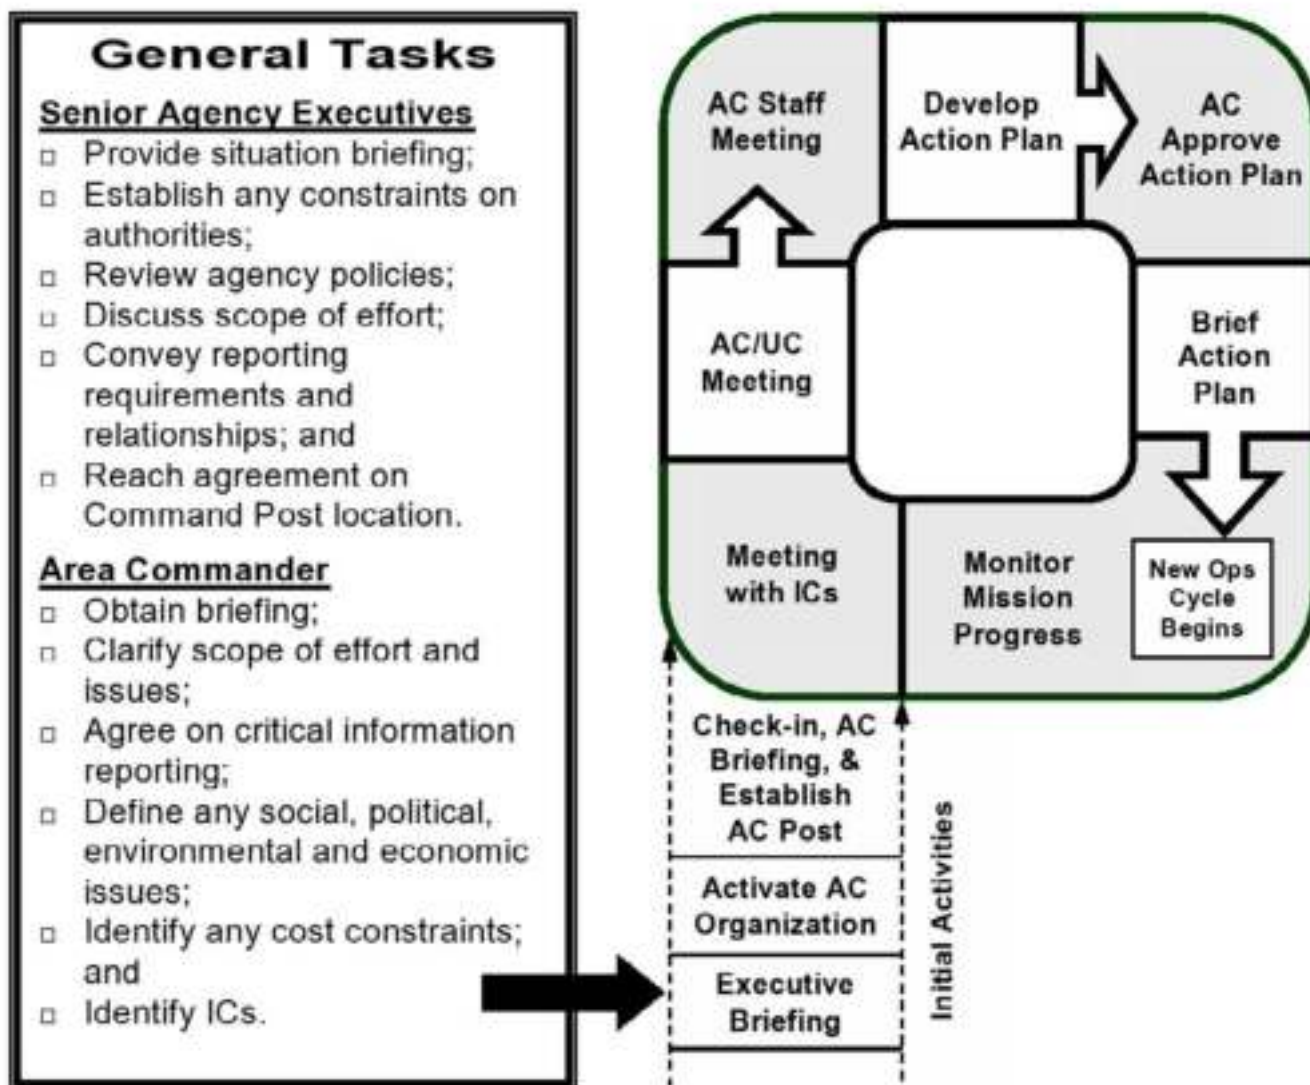 General Tasks
Senior Agency Executives
Provide situation briefing;
Establish any constraints on
authorities;
Review agency policies;
Discuss scope of effort;
Convey reporting
requirements and
relationships; and
Reach agreement on
Command Post location.
Area Commander
Obtain briefing;
Clarify scope of effort and
issues;
Agree on critical information
reporting;
Define any social, political,
environmental and economic
issues;
Identify any cost constraints;
and
Identify ICs.
AC Staff
Meeting
Develop
Action Plan
AC
Approve
Action Plan
AC/UC
Meeting
Brief
Action
Plan
Meeting
with ICs
Monitor
Mission
Progress
New Ops
Cycle
Begins
Check-in, AC
Briefing, &
Establish
AC Post
Activate AC
Organization
Executive
Briefing
Initial Activities